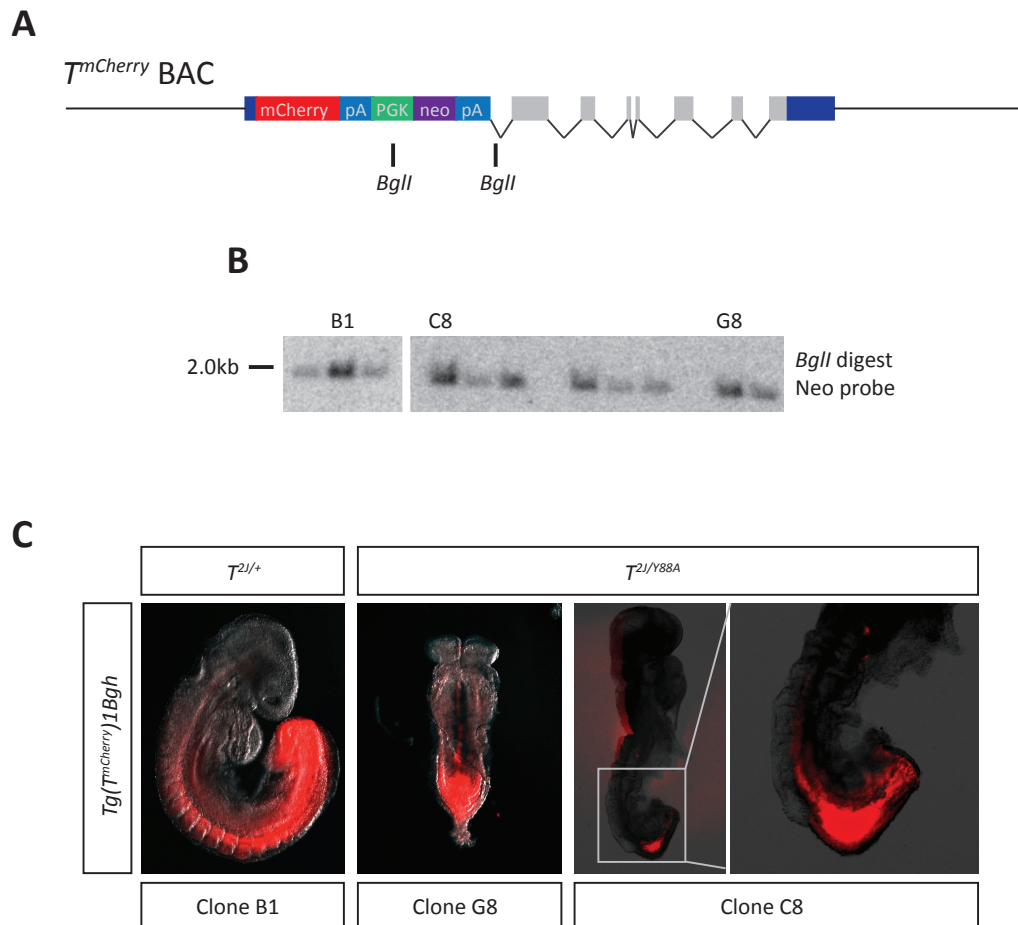 A
T^mCherry BAC
mCherry pA PGK neo pA
BglI BglI
B
B1 C8 G8
2.0kb
BglI digest
Neo probe
C
T^2J/+ T^2J/Y88A
Tg(T^mCherry)1Bgh
Clone B1 Clone G8 Clone C8